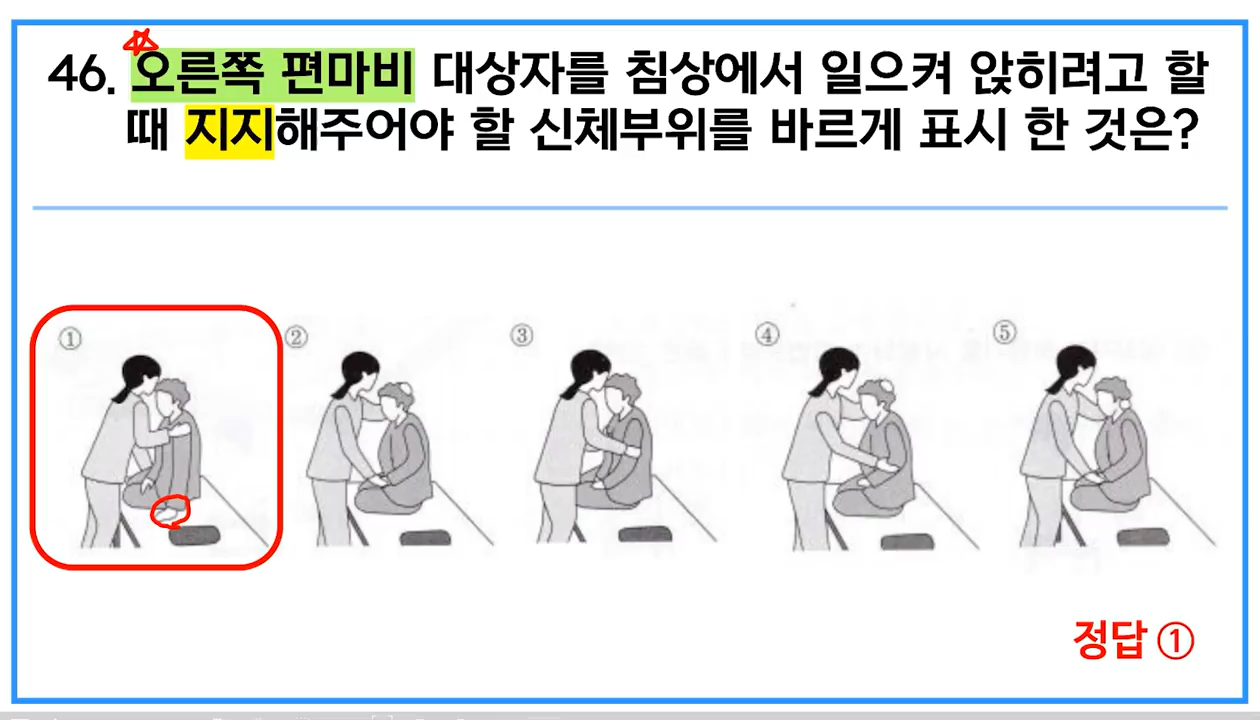 46. 오른쪽 편마비 대상자를 침상에서 일으켜 앉히려고 할
때 지지해주어야 할 신체부위를 바르게 표시 한 것은?
① ② ③ ④ ⑤
정답 ①